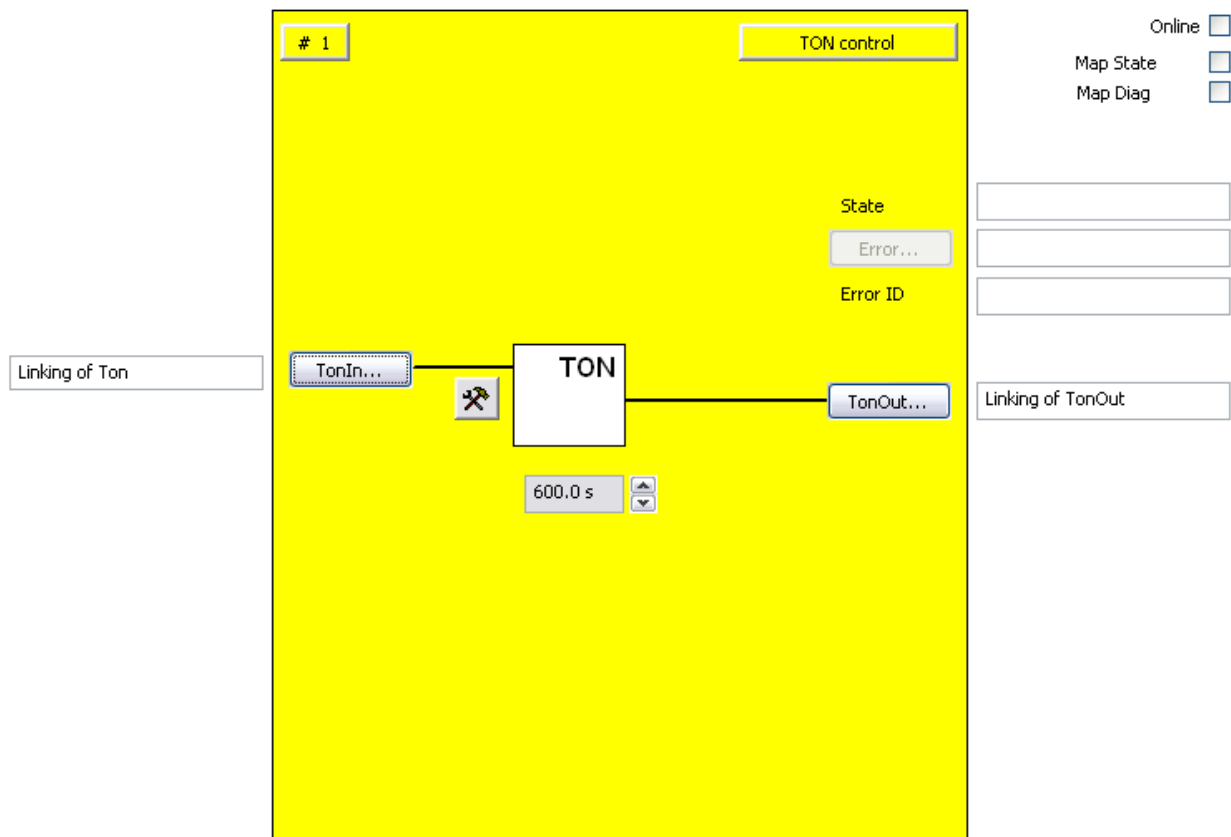 # 1
TON control
Online
Map State
Map Diag
State
Error...
Error ID
Linking of Ton
TonIn...
TON
TonOut...
Linking of TonOut
600.0 s